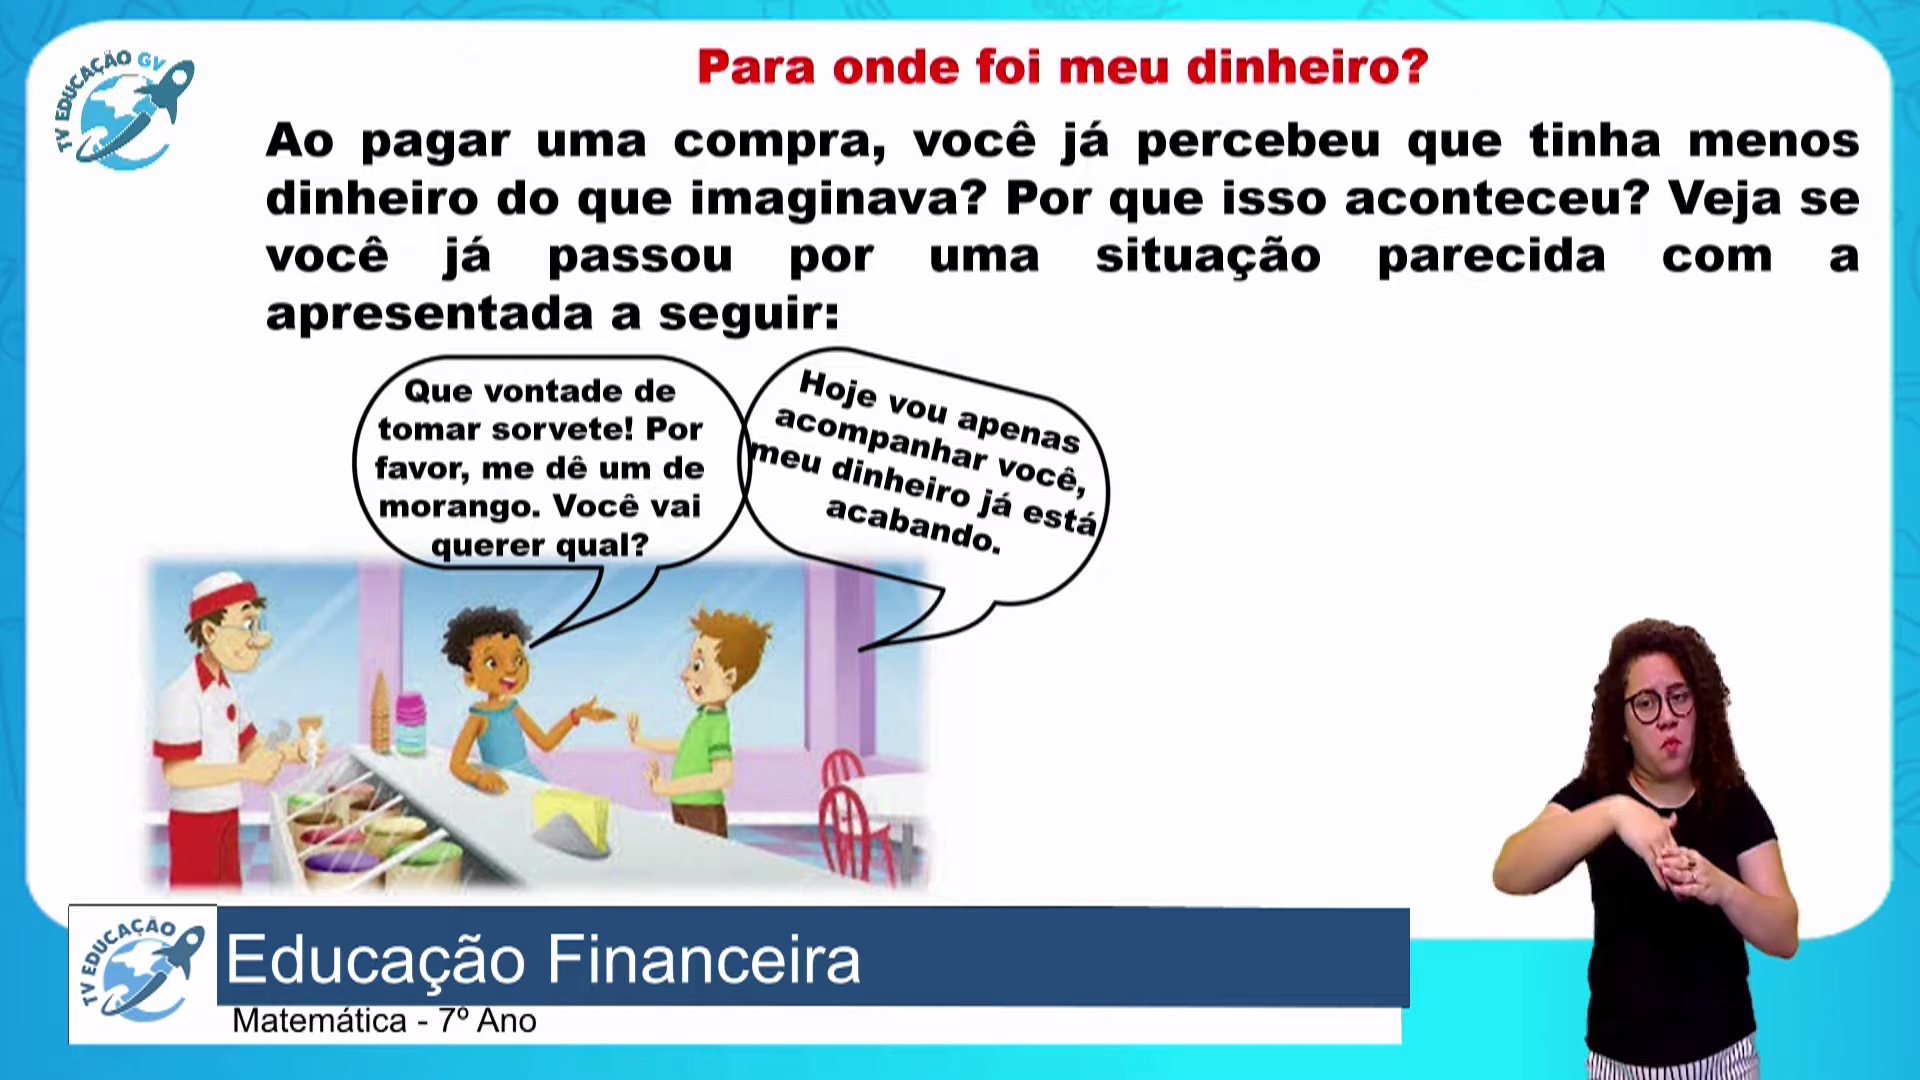 TV EDUCAÇÃO GV
Para onde foi meu dinheiro?
Ao pagar uma compra, você já percebeu que tinha menos
dinheiro do que imaginava? Por que isso aconteceu? Veja se
você já passou por uma situação parecida com a
apresentada a seguir:
Que vontade de
tomar sorvete! Por
favor, me dê um de
morango. Você vai
querer qual?
Hoje vou apenas
acompanhar você,
meu dinheiro já está
acabando.
TV EDUCAÇÃO
Educação Financeira
Matemática - 7º Ano